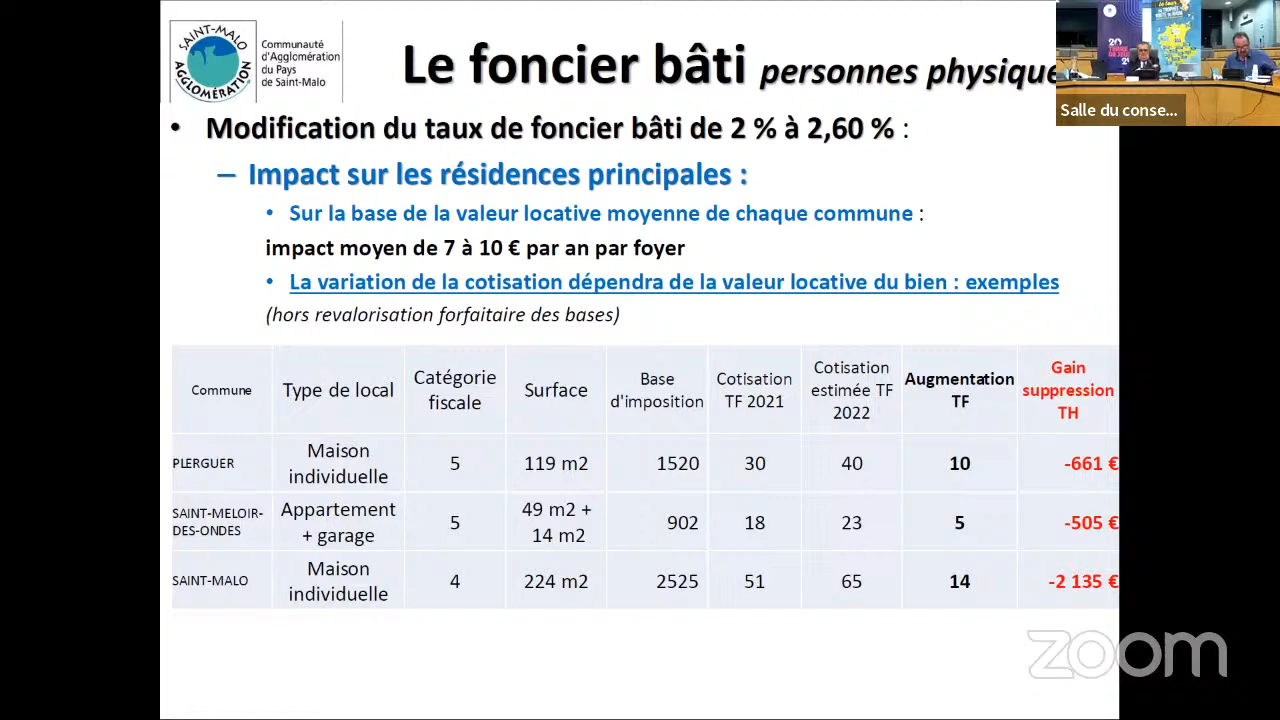 SAINT-MALO
AGGLOMÉRATION
Communauté
d'Agglomération
du Pays
de Saint-Malo
Le foncier bâti personnes physique
Salle du conse...
• Modification du taux de foncier bâti de 2 % à 2,60 % :
– Impact sur les résidences principales :
• Sur la base de la valeur locative moyenne de chaque commune :
impact moyen de 7 à 10 € par an par foyer
• La variation de la cotisation dépendra de la valeur locative du bien : exemples
(hors revalorisation forfaitaire des bases)
Commune
Type de local
Catégorie
fiscale
Surface
Base
d'imposition
Cotisation
TF 2021
Cotisation
estimée TF
2022
Augmentation
TF
Gain
suppression
TH
PLERGUER
Maison
individuelle
5
119 m2
1520
30
40
10
-661 €
SAINT-MELOIR-
DES-ONDES
Appartement
+ garage
5
49 m2 +
14 m2
902
18
23
5
-505 €
SAINT-MALO
Maison
individuelle
4
224 m2
2525
51
65
14
-2 135 €
zoom